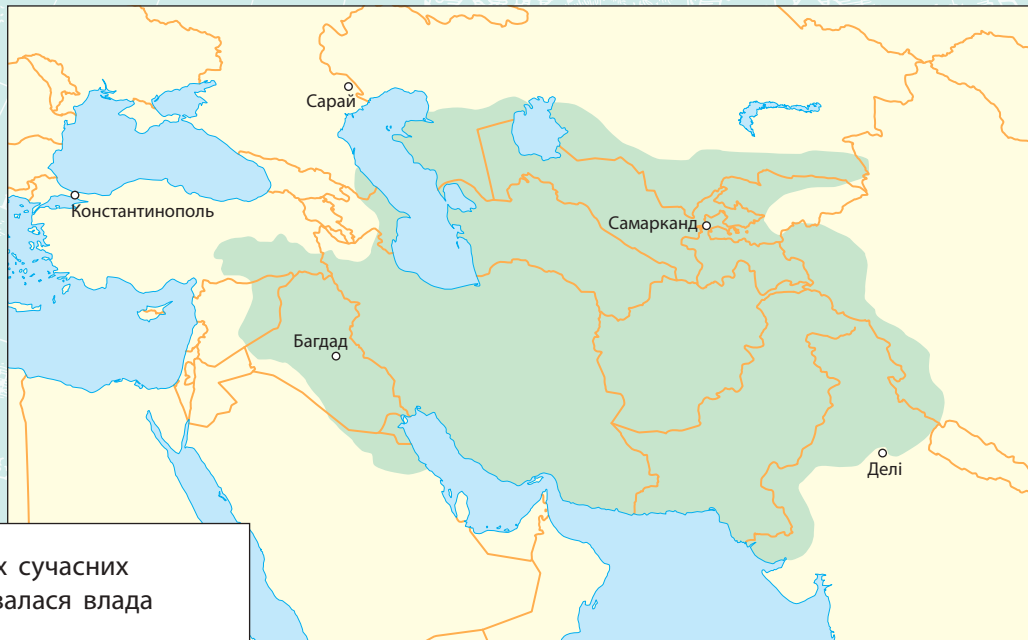 Сарай
Константинополь
Самарканд
Багдад
Делі
х сучасних
валася влада